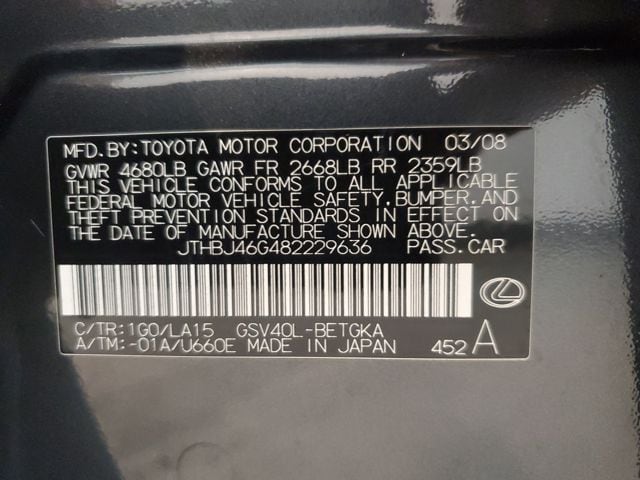 MFD.BY:TOYOTA MOTOR CORPORATION 03/08
GVWR 4680LB GAWR FR 2668LB RR 2359LB
THIS VEHICLE CONFORMS TO ALL APPLICABLE
FEDERAL MOTOR VEHICLE SAFETY,BUMPER,AND
THEFT PREVENTION STANDARDS IN EFFECT ON
THE DATE OF MANUFACTURE SHOWN ABOVE.
JTHBJ46G482229636 PASS.CAR
C/TR:1G0/LA15 GSV40L-BETGKA
A/TM:-01A/U660E MADE IN JAPAN 452 A